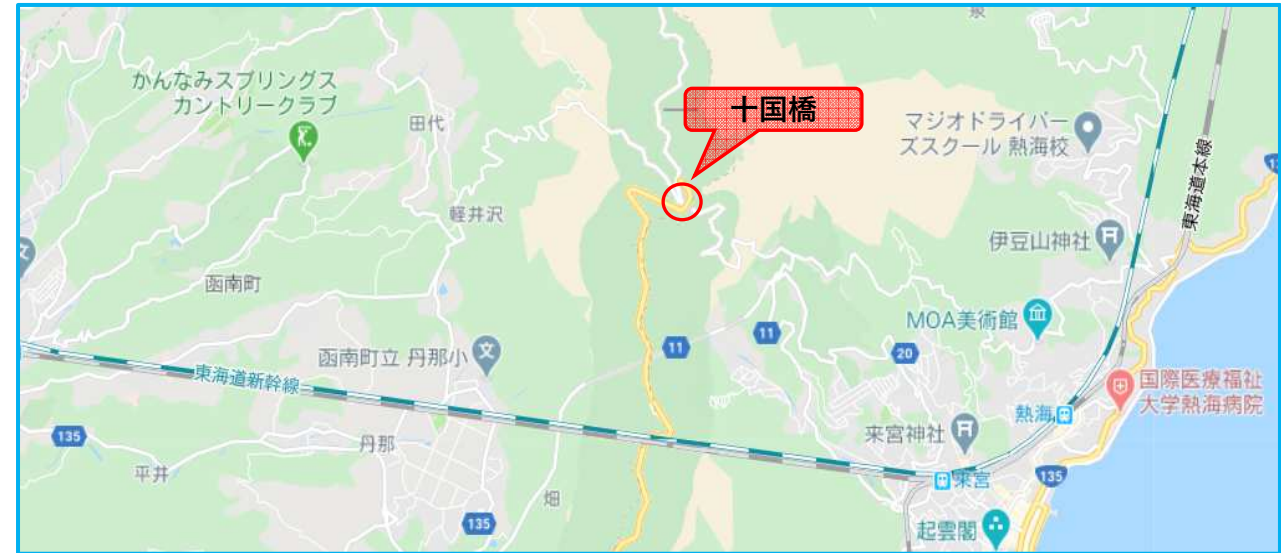 泉
かんなみスプリングス
カントリークラブ
田代
十国橋
マジオドライバー
ズスクール 熱海校
東海道本線
軽井沢
伊豆山神社
函南町
MOA美術館
11
11
20
函南町立 丹那小
東海道新幹線
国際医療福祉
大学熱海病院
熱海
来宮神社
135
丹那
平井
来宮
135
畑
135
起雲閣